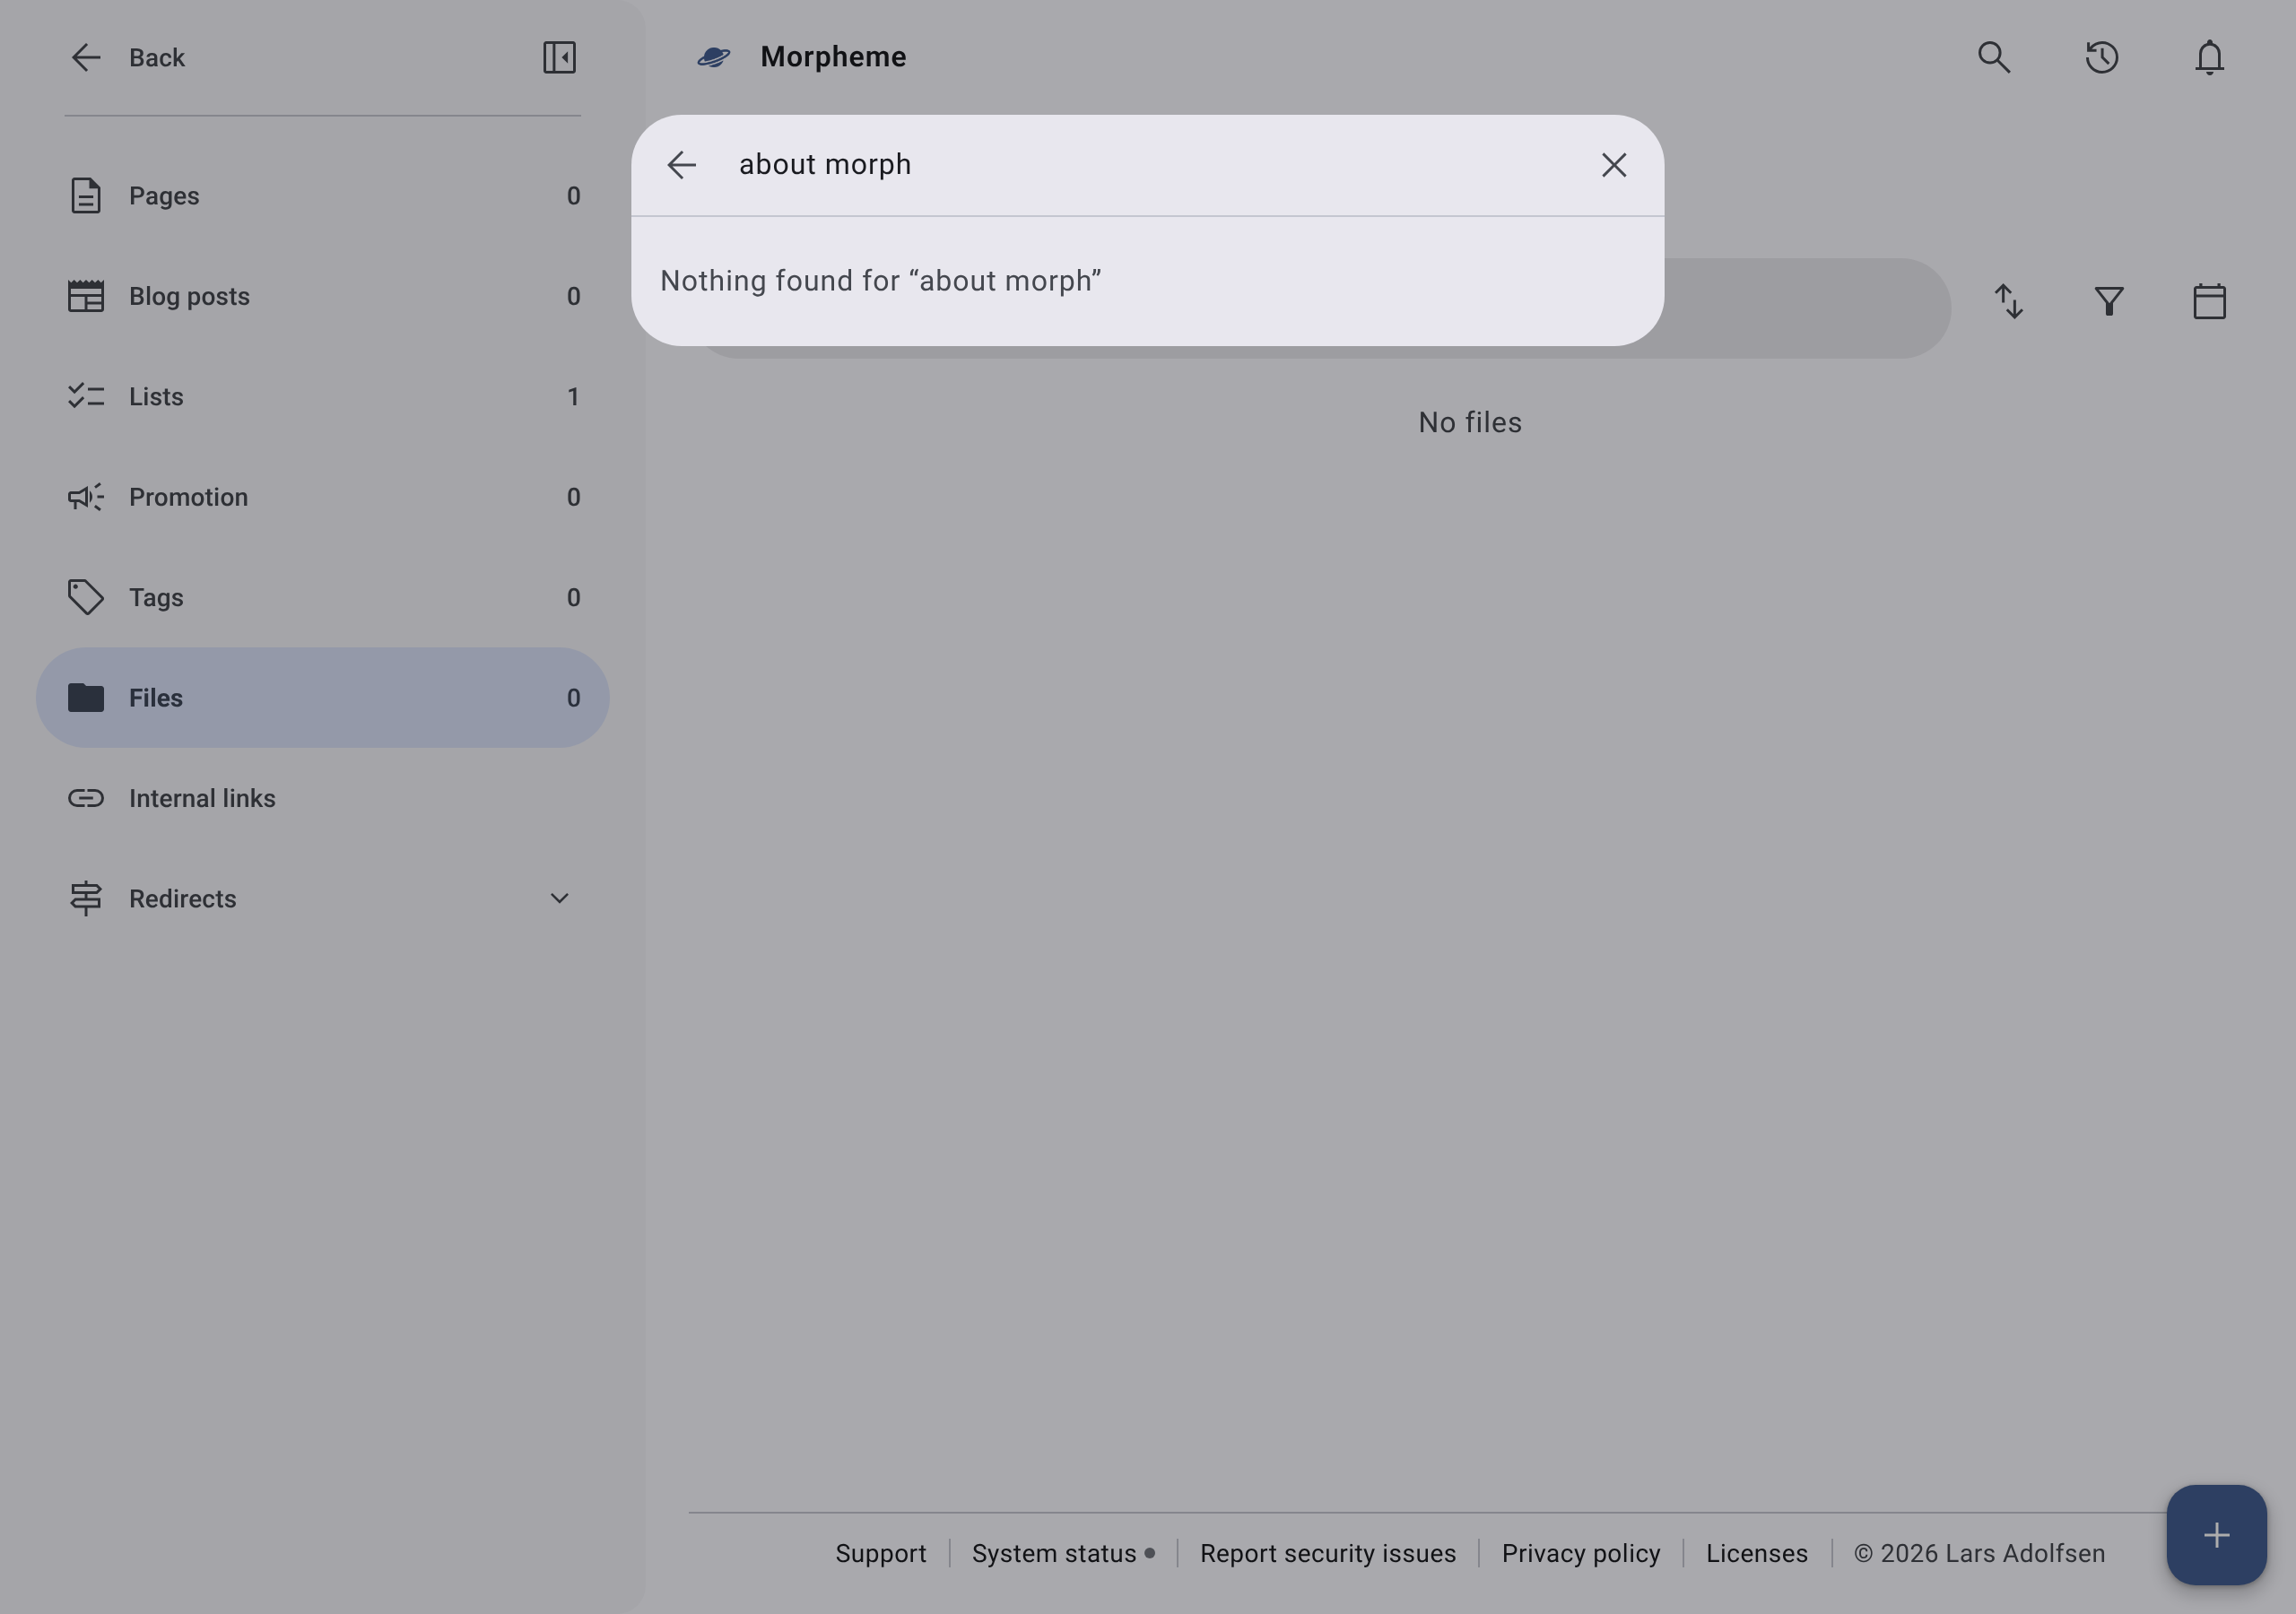 Back
Morpheme
about morph
Nothing found for “about morph”
Pages 0
Blog posts 0
Lists 1
Promotion 0
Tags 0
Files 0
Internal links
Redirects
No files
Support
System status
Report security issues
Privacy policy
Licenses
© 2026 Lars Adolfsen